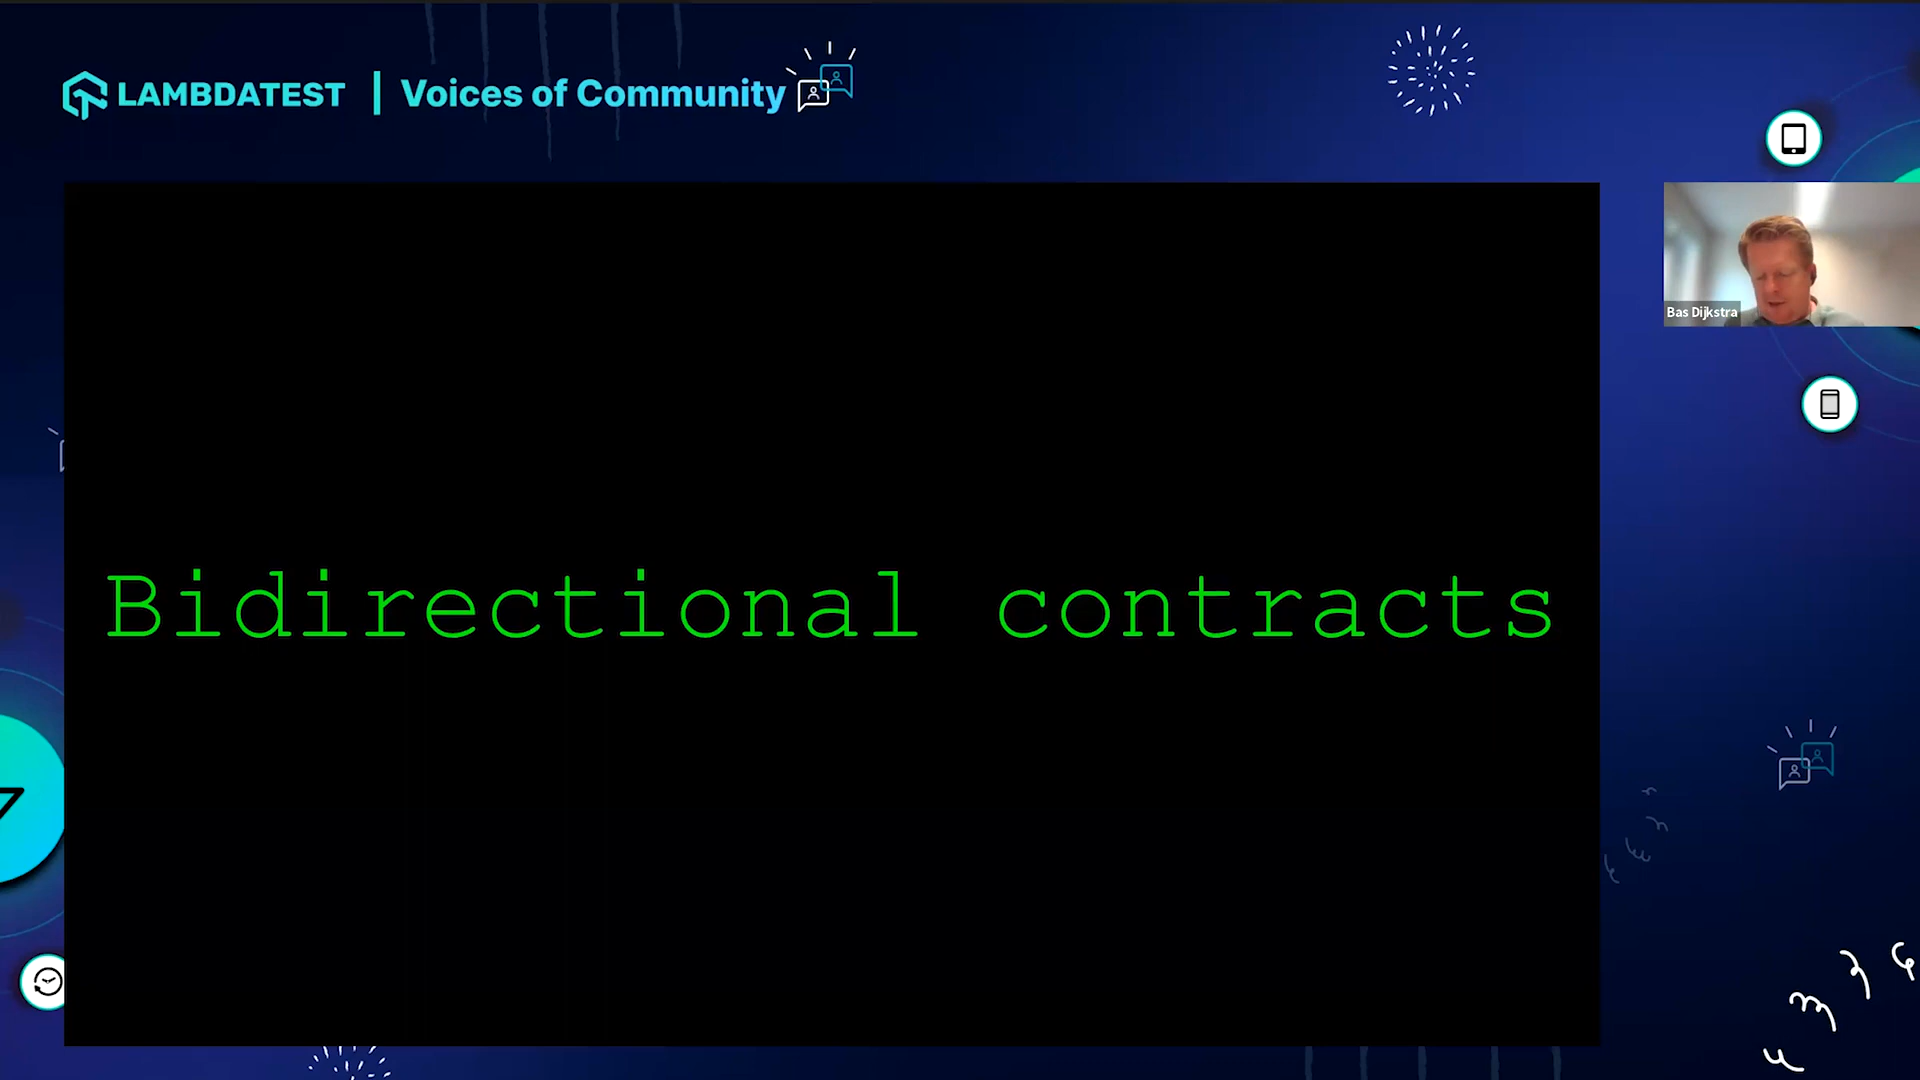 LAMBDATEST | Voices of Community
Bas Dijkstra
Bidirectional contracts